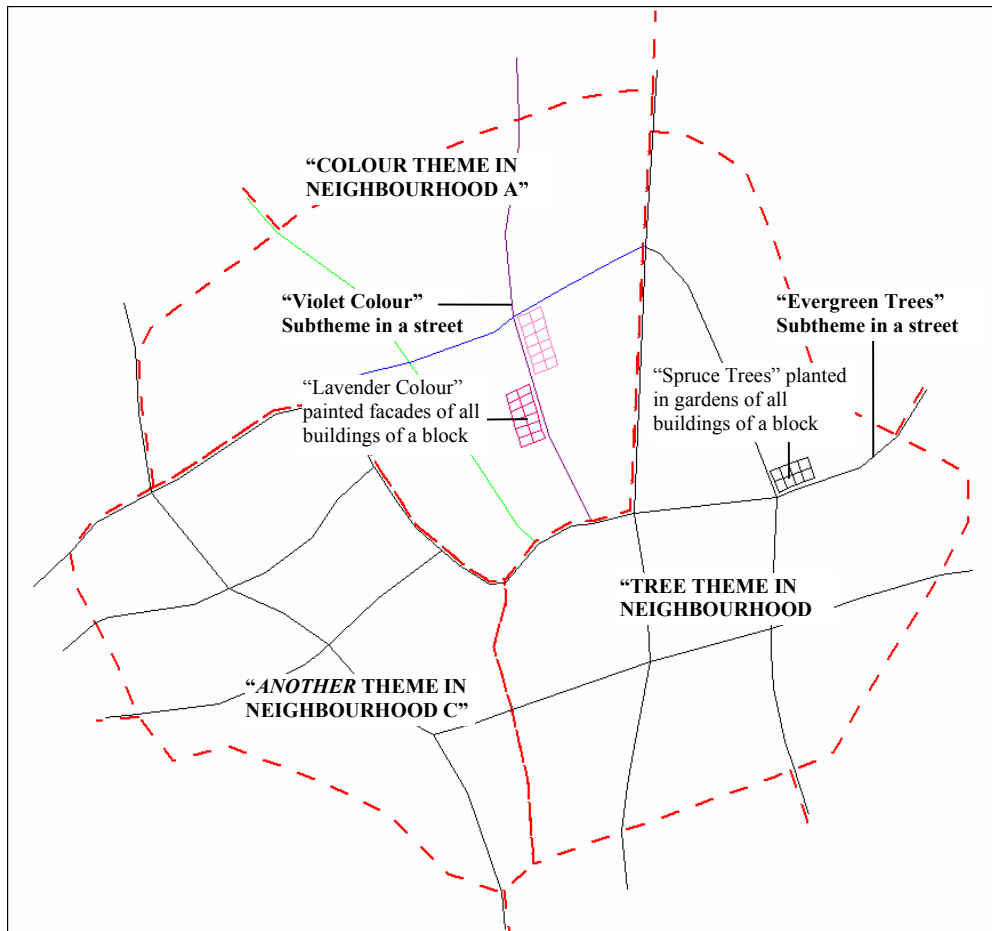 “COLOUR THEME IN
NEIGHBOURHOOD A”
“Violet Colour”
Subtheme in a street
“Evergreen Trees”
Subtheme in a street
“Lavender Colour”
painted facades of all
buildings of a block
“Spruce Trees” planted
in gardens of all
buildings of a block
“TREE THEME IN
NEIGHBOURHOOD
“ANOTHER THEME IN
NEIGHBOURHOOD C”